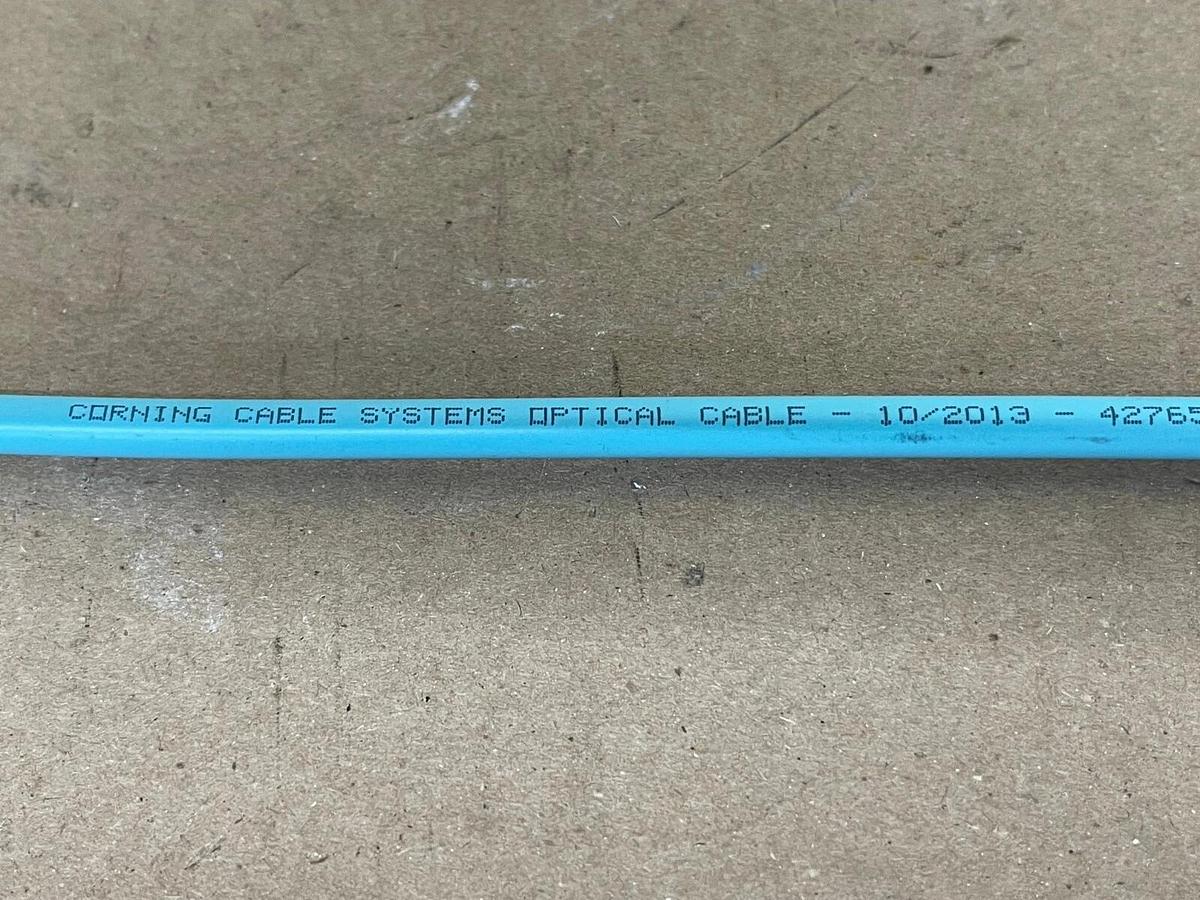 CORNING CABLE SYSTEMS OPTICAL CABLE - 10/2013 - 42765